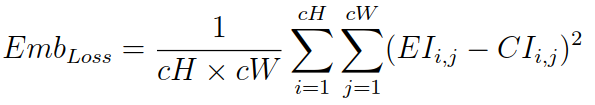 $Emb_{Loss} = \frac{1}{cH \times cW} \sum_{i=1}^{cH} \sum_{j=1}^{cW} (EI_{i,j} - CI_{i,j})^2$